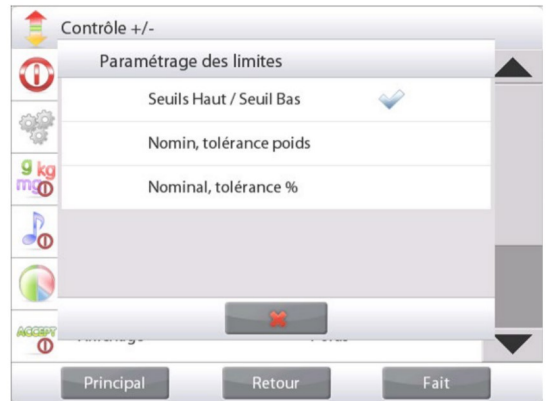 Contrôle +/-
Paramétrage des limites
Seuils Haut / Seuil Bas
Nomin, tolérance poids
Nominal, tolérance %
g kg
mg
ACCEPT
Principal
Retour
Fait